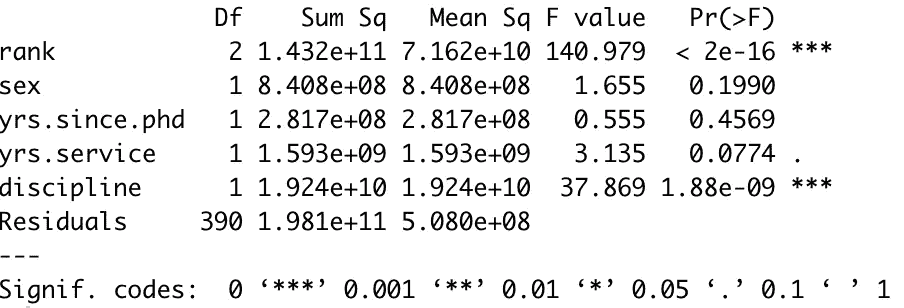 Df    Sum Sq   Mean Sq F value   Pr(>F)    
rank          2 1.432e+11 7.162e+10 140.979  < 2e-16 ***
sex           1 8.408e+08 8.408e+08   1.655   0.1990    
yrs.since.phd   1 2.817e+08 2.817e+08   0.555   0.4569    
yrs.service   1 1.593e+09 1.593e+09   3.135   0.0774 .  
discipline    1 1.924e+10 1.924e+10  37.869 1.88e-09 ***
Residuals   390 1.981e+11 5.080e+08                     
---
Signif. codes:  0 ‘***’ 0.001 ‘**’ 0.01 ‘*’ 0.05 ‘.’ 0.1 ‘ ’ 1